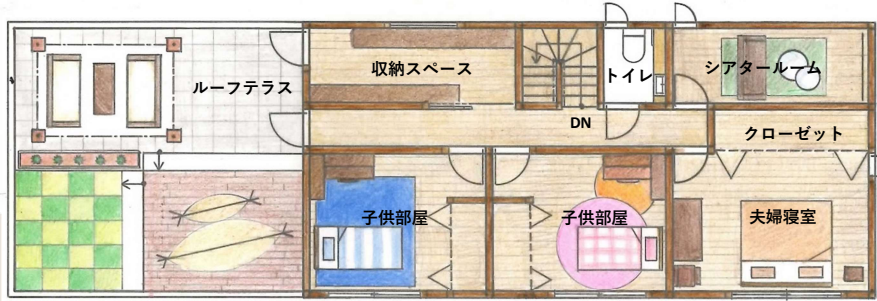 収納スペース
トイレ
シアタールーム
ルーフテラス
DN
クローゼット
子供部屋
子供部屋
夫婦寝室